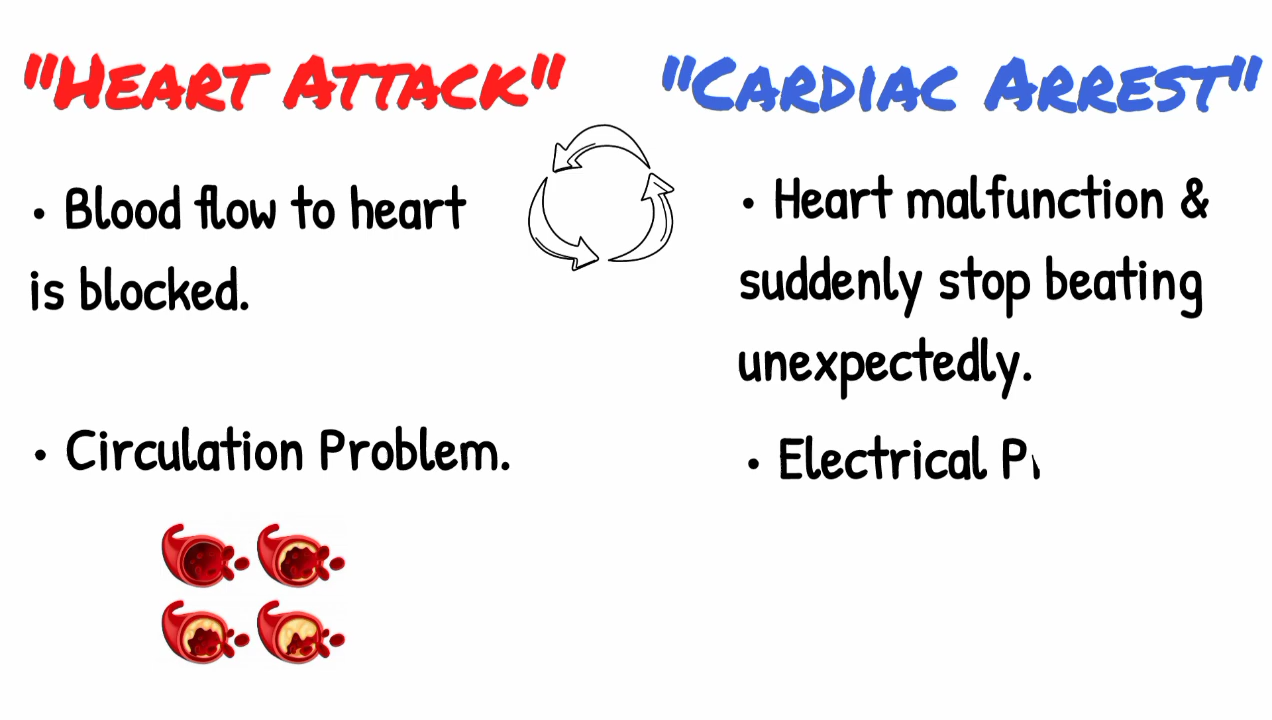 "HEART ATTACK"
• Blood flow to heart
is blocked.
• Circulation Problem.
"CARDIAC ARREST"
• Heart malfunction &
suddenly stop beating
unexpectedly.
• Electrical